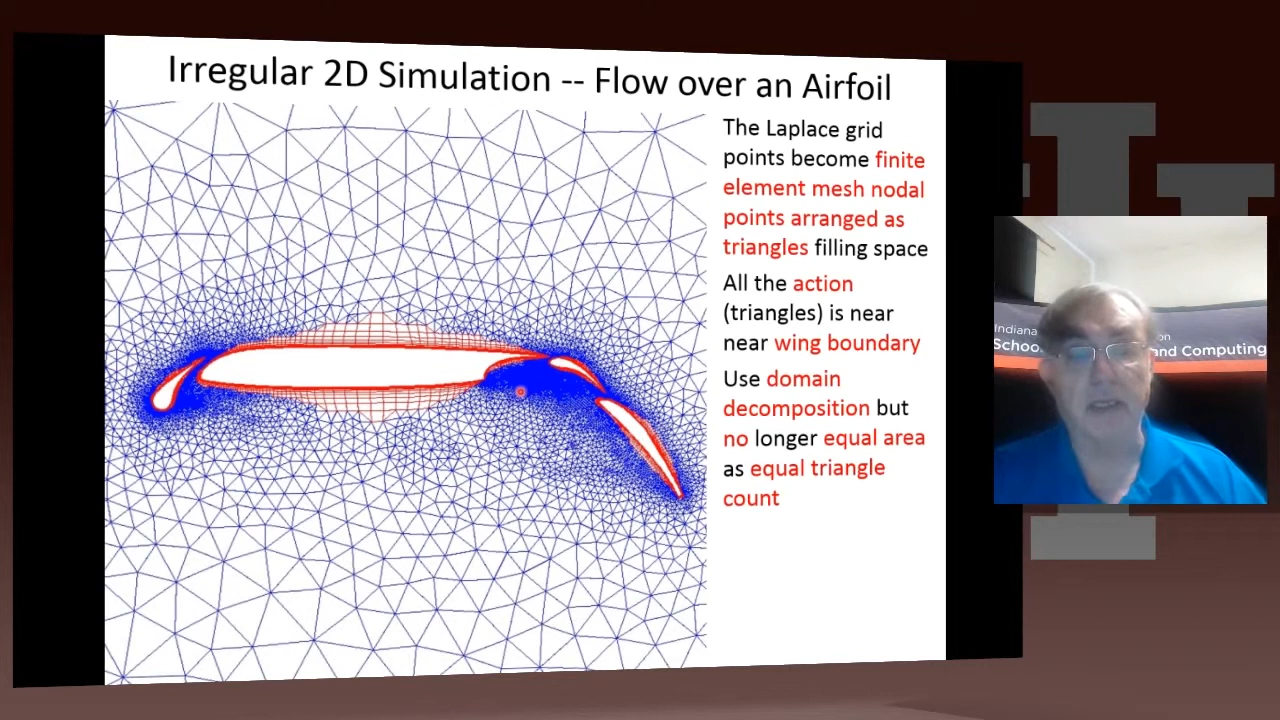 Irregular 2D Simulation -- Flow over an Airfoil
The Laplace grid
points become finite
element mesh nodal
points arranged as
triangles filling space
All the action
(triangles) is near
near wing boundary
Use domain
decomposition but
no longer equal area
as equal triangle
count
Indiana
on
Schoo
and Computing